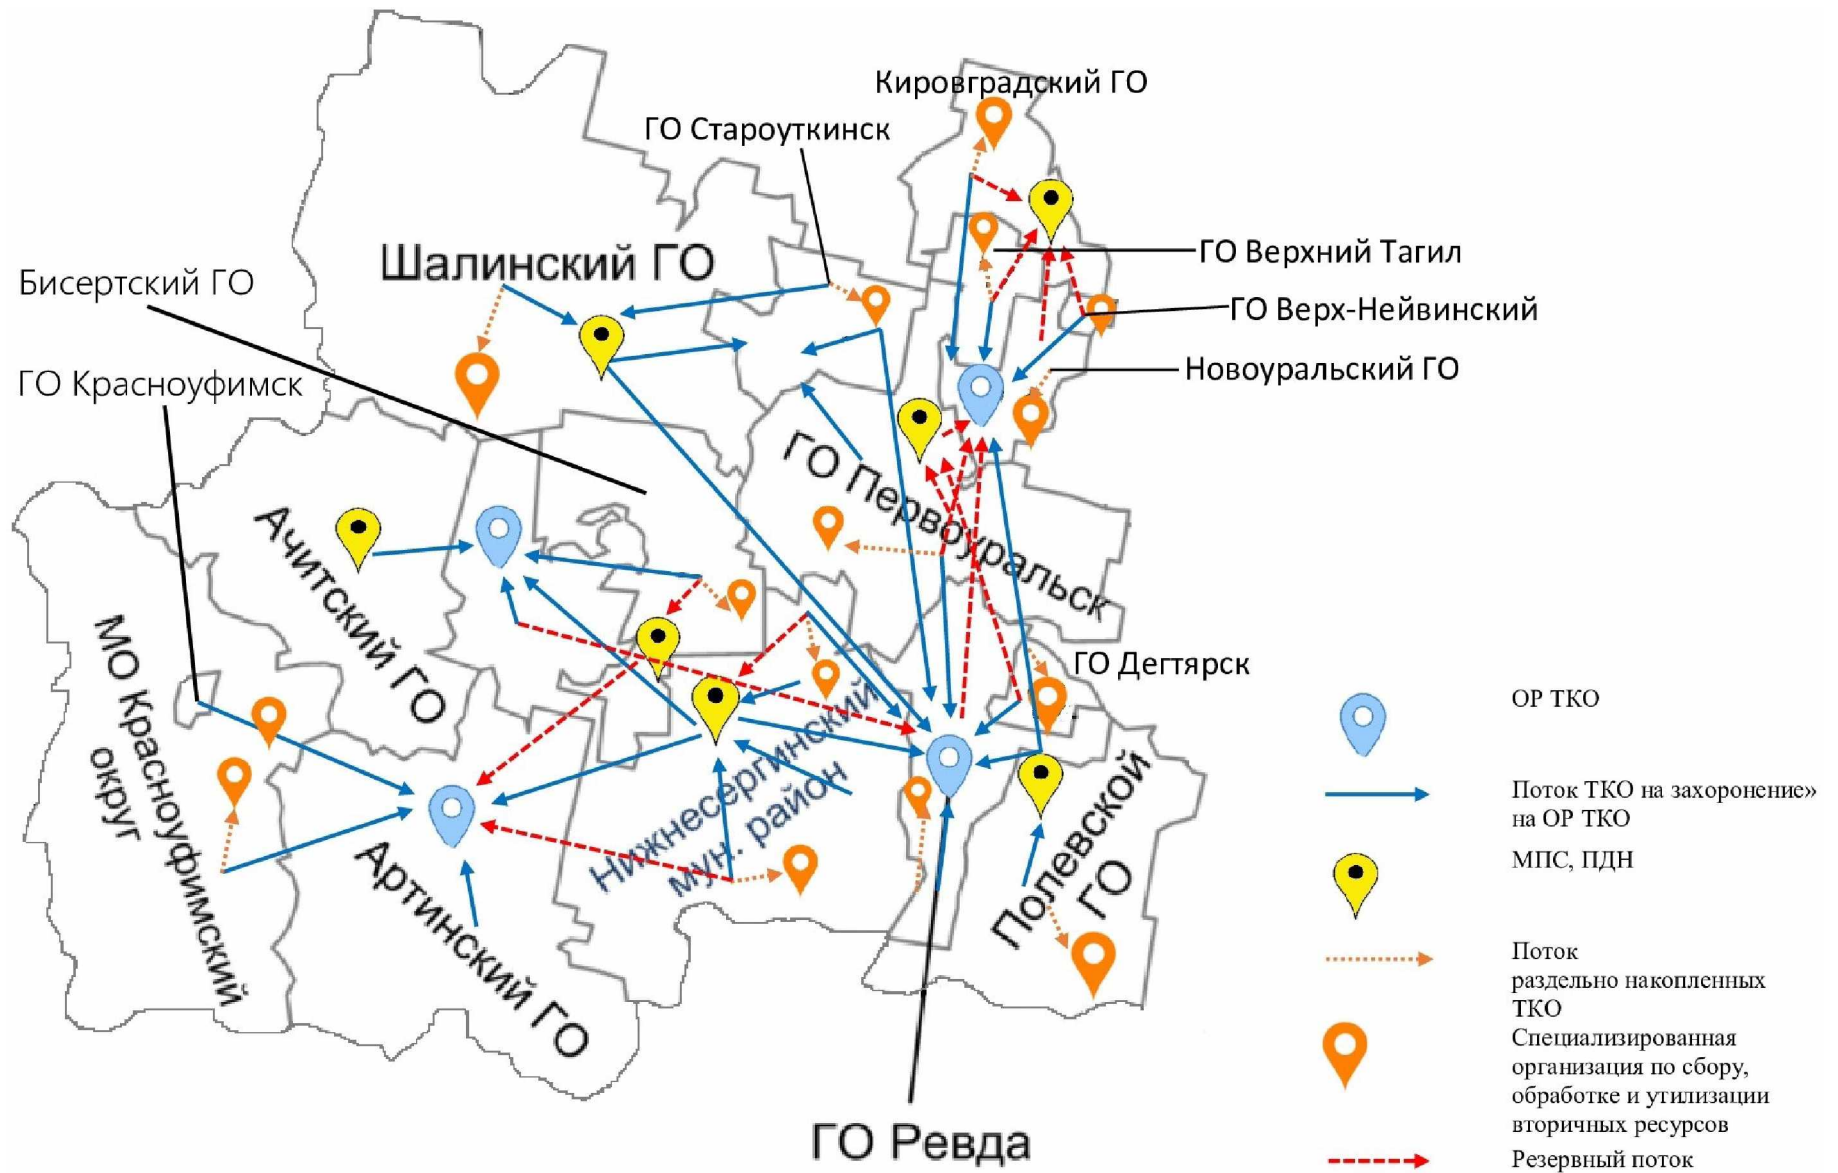 Кировградский ГО
ГО Староуткинск
Шалинский ГО
ГО Верхний Тагил
Бисертский ГО
ГО Верх-Нейвинский
ГО Красноуфимск
Новоуральский ГО
ГО Первоуральск
Ачитский ГО
МО Красноуфимский
округ
ГО Дегтярск
Нижнесергинский
мун. район
Полевской
ГО
Артинский ГО
ГО Ревда
ОР ТКО
Поток ТКО на захоронение»
на ОР ТКО
МПС, ПДН
Поток
раздельно накопленных
ТКО
Специализированная
организация по сбору,
обработке и утилизации
вторичных ресурсов
Резервный поток